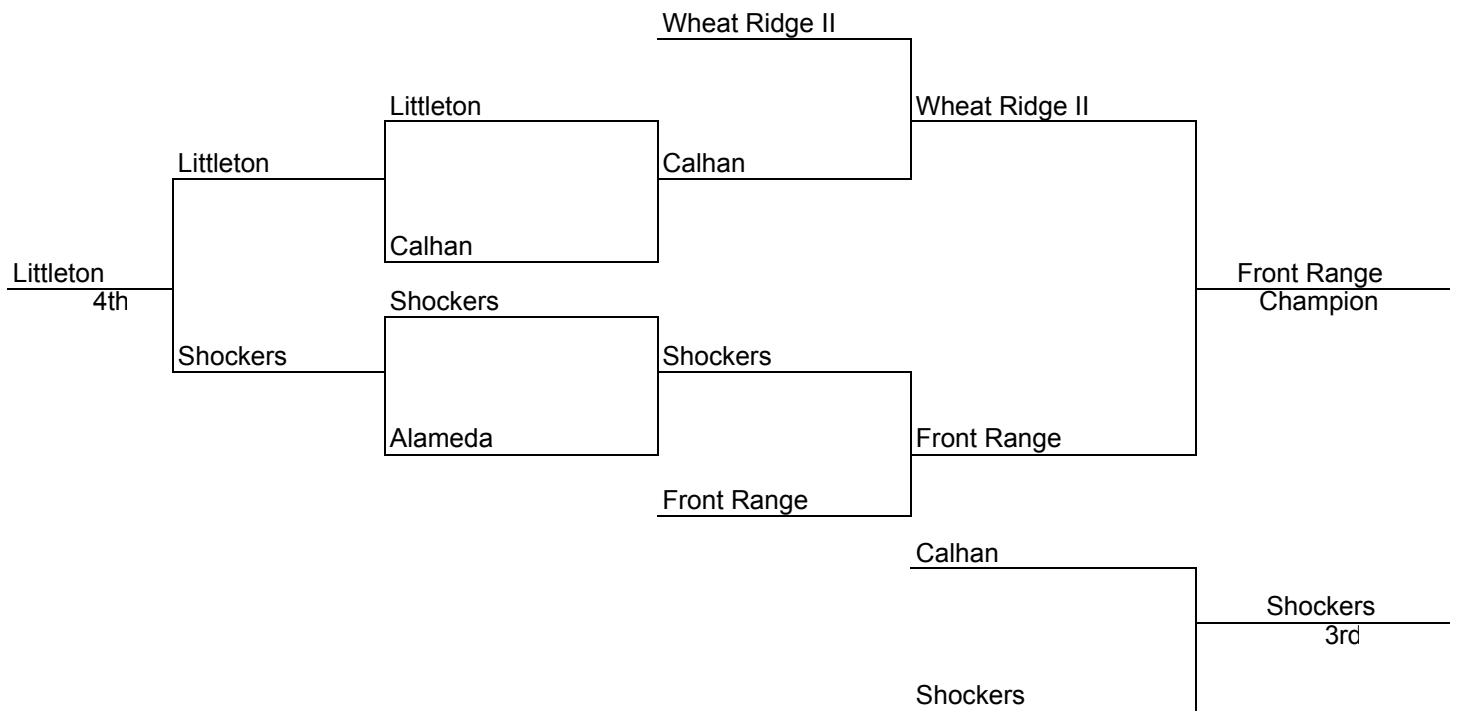 Wheat Ridge II
Littleton
Wheat Ridge II
Littleton
Calhan
Calhan
Littleton
Front Range
4th
Shockers
Champion
Shockers
Shockers
Alameda
Front Range
Front Range
Calhan
Shockers
3rd
Shockers